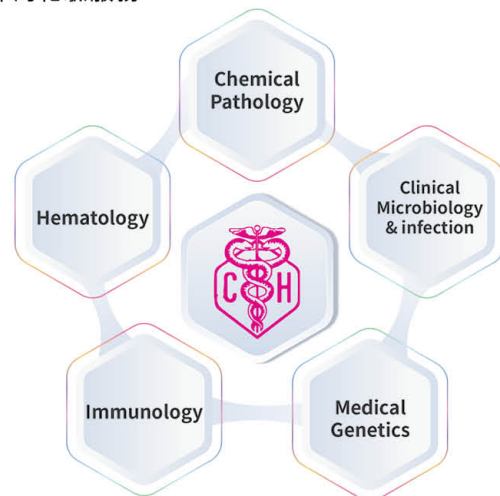 Chemical
Pathology
Clinical
Microbiology
& infection
Hematology
C H
Immunology
Medical
Genetics